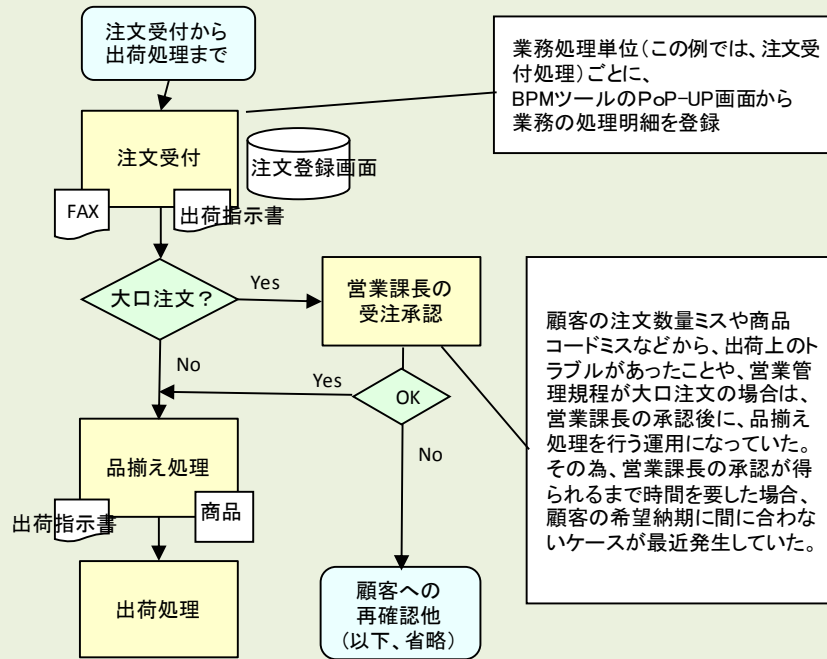 注文受付から
出荷処理まで
業務処理単位（この例では、注文受
付処理）ごとに、
BPMツールのPoP-UP画面から
業務の処理明細を登録
注文受付
注文登録画面
FAX
出荷指示書
大口注文？
Yes
営業課長の
受注承認
No
Yes
OK
No
顧客の注文数量ミスや商品
コードミスなどから、出荷上のト
ラブルがあったことや、営業管
理規程が大口注文の場合は、
営業課長の承認後に、品揃え
処理を行う運用になっていた。
その為、営業課長の承認が得
られるまで時間を要した場合、
顧客の希望納期に間に合わな
いケースが最近発生していた。
品揃え処理
出荷指示書
商品
出荷処理
顧客への
再確認他
（以下、省略）